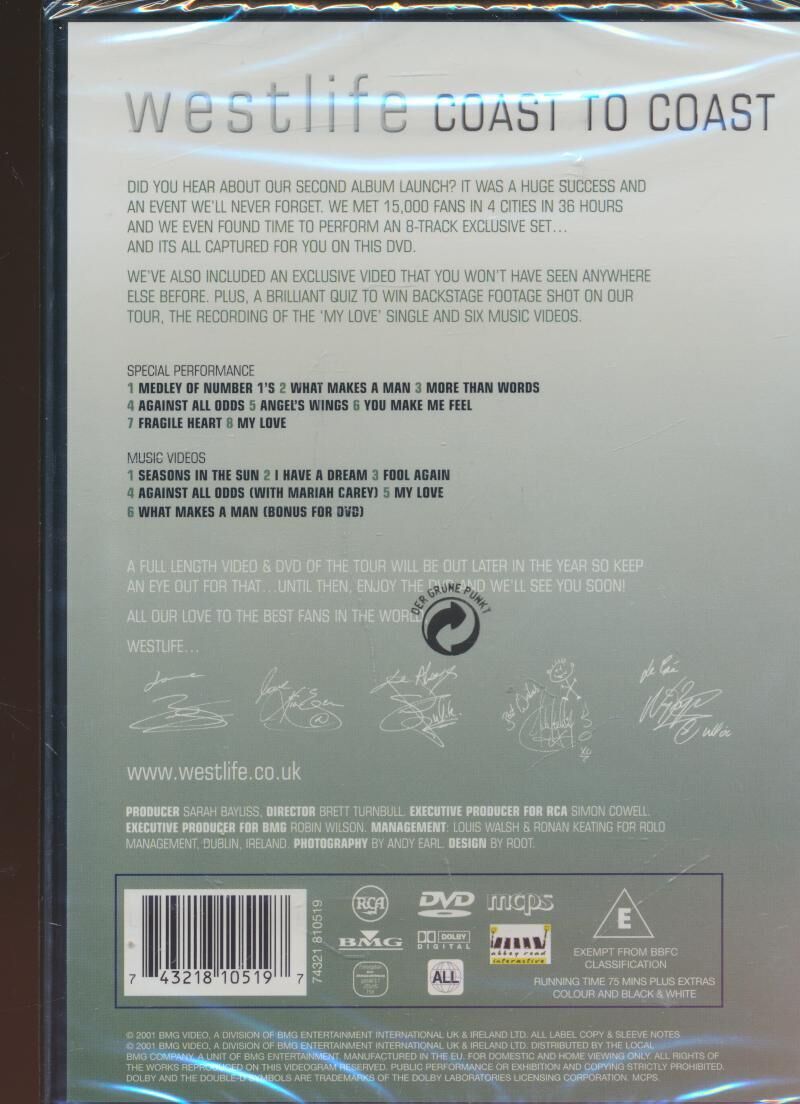 westlife COAST TO COAST
DID YOU HEAR ABOUT OUR SECOND ALBUM LAUNCH? IT WAS A HUGE SUCCESS AND
AN EVENT WE'LL NEVER FORGET. WE MET 15,000 FANS IN 4 CITIES IN 36 HOURS
AND WE EVEN FOUND TIME TO PERFORM AN 8-TRACK EXCLUSIVE SET...
AND ITS ALL CAPTURED FOR YOU ON THIS DVD.
WE'VE ALSO INCLUDED AN EXCLUSIVE VIDEO THAT YOU WON'T HAVE SEEN ANYWHERE
ELSE BEFORE. PLUS, A BRILLIANT QUIZ TO WIN BACKSTAGE FOOTAGE SHOT ON OUR
TOUR, THE RECORDING OF THE 'MY LOVE' SINGLE AND SIX MUSIC VIDEOS.
SPECIAL PERFORMANCE
1 MEDLEY OF NUMBER 1'S 2 WHAT MAKES A MAN 3 MORE THAN WORDS
4 AGAINST ALL ODDS 5 ANGEL'S WINGS 6 YOU MAKE ME FEEL
7 FRAGILE HEART 8 MY LOVE
MUSIC VIDEOS
1 SEASONS IN THE SUN 2 I HAVE A DREAM 3 FOOL AGAIN
4 AGAINST ALL ODDS (WITH MARIAH CAREY) 5 MY LOVE
6 WHAT MAKES A MAN (BONUS FOR DVD)
A FULL LENGTH VIDEO & DVD OF THE TOUR WILL BE OUT LATER IN THE YEAR SO KEEP
AN EYE OUT FOR THAT...UNTIL THEN, ENJOY THE DVD AND WE'LL SEE YOU SOON!
ALL OUR LOVE TO THE BEST FANS IN THE WORLD
DER GRÜNE PUNKT
WESTLIFE...
www.westlife.co.uk
PRODUCER SARAH BAYLISS, DIRECTOR BRETT TURNBULL. EXECUTIVE PRODUCER FOR RCA SIMON COWELL.
EXECUTIVE PRODUCER FOR BMG ROBIN WILSON. MANAGEMENT: LOUIS WALSH & RONAN KEATING FOR ROLO
MANAGEMENT, DUBLIN, IRELAND. PHOTOGRAPHY BY ANDY EARL. DESIGN BY ROOT.
7 43218 10519 7
74321 810519
RCA
DVD
VIDEO
mcps
BMG
DOLBY
DIGITAL
abbey road
interactive
ALL
E
EXEMPT FROM BBFC
CLASSIFICATION
RUNNING TIME 75 MINS PLUS EXTRAS
COLOUR AND BLACK & WHITE
© 2001 BMG VIDEO, A DIVISION OF BMG ENTERTAINMENT INTERNATIONAL UK & IRELAND LTD. ALL LABEL COPY & SLEEVE NOTES
© 2001 BMG VIDEO, A DIVISION OF BMG ENTERTAINMENT INTERNATIONAL UK & IRELAND LTD. DISTRIBUTED BY THE LOCAL
BMG COMPANY. A UNIT OF BMG ENTERTAINMENT. MANUFACTURED IN THE EU. FOR DOMESTIC AND HOME VIEWING ONLY. ALL RIGHTS OF
THE WORKS REPRODUCED ON THIS VIDEOGRAM RESERVED. PUBLIC PERFORMANCE OR EXHIBITION AND COPYING STRICTLY PROHIBITED.
DOLBY AND THE DOUBLE-D SYMBOLS ARE TRADEMARKS OF THE DOLBY LABORATORIES LICENSING CORPORATION. MCPS.